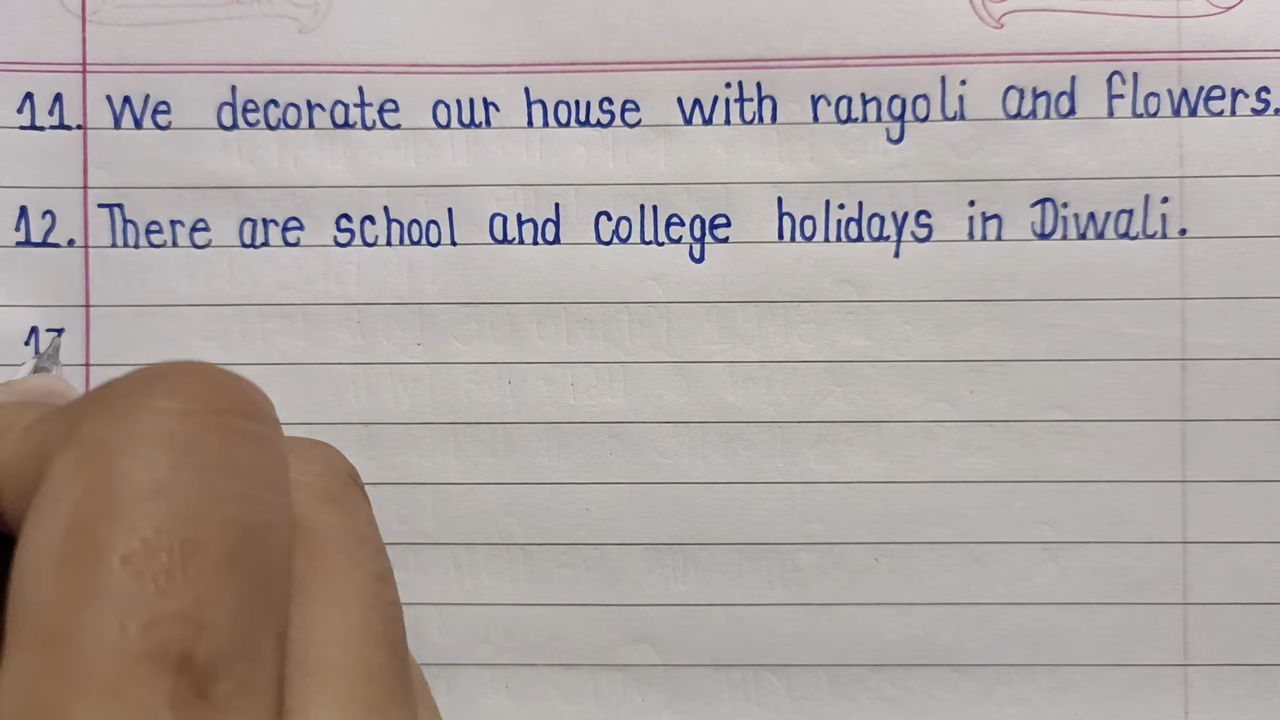 11. We decorate our house with rangoli and flowers.
12. There are school and college holidays in Diwali.